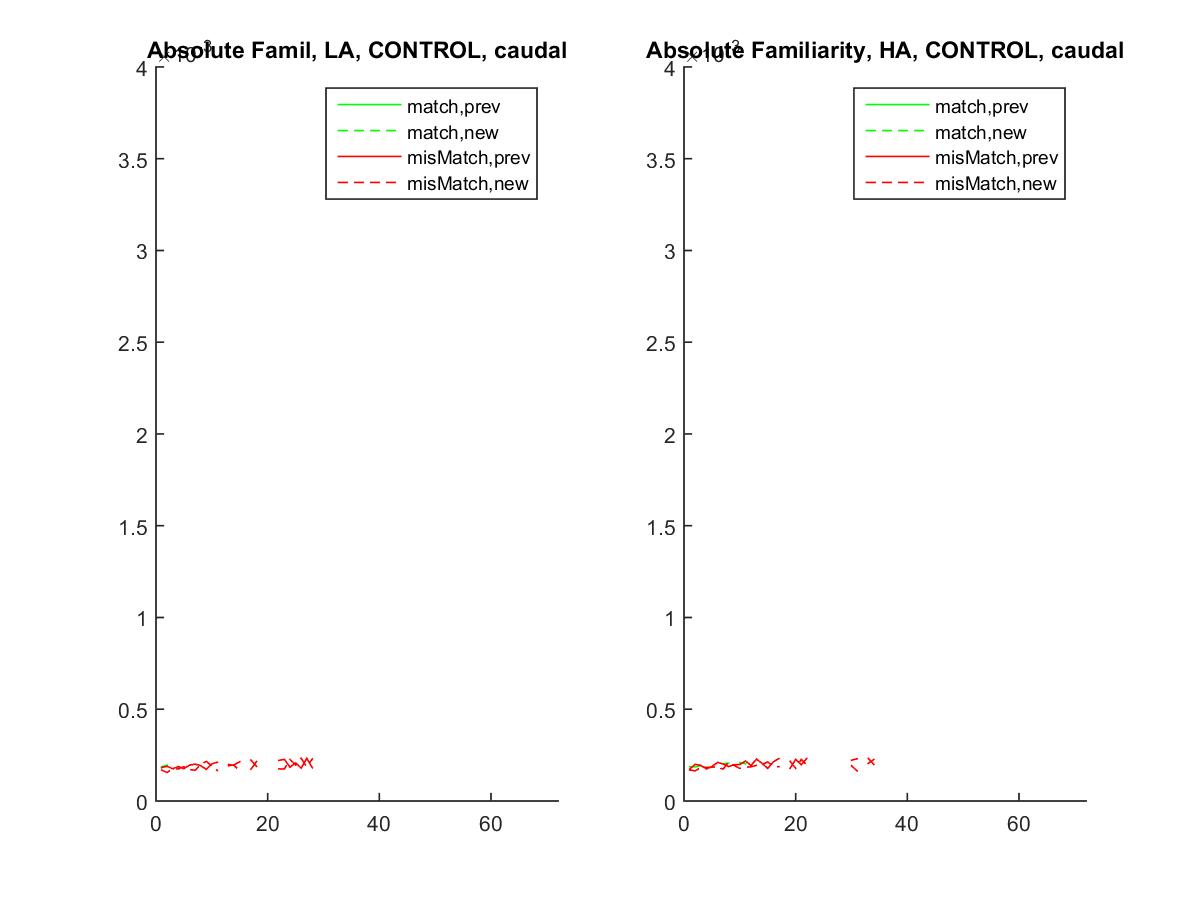 Absolute Famil, LA, CONTROL, caudal
4
3.5
3
2.5
2
1.5
1
0.5
0
0 20 40 60
match,prev
match,new
misMatch,prev
misMatch,new
Absolute Familiarity, HA, CONTROL, caudal
4
3.5
3
2.5
2
1.5
1
0.5
0
0 20 40 60
match,prev
match,new
misMatch,prev
misMatch,new